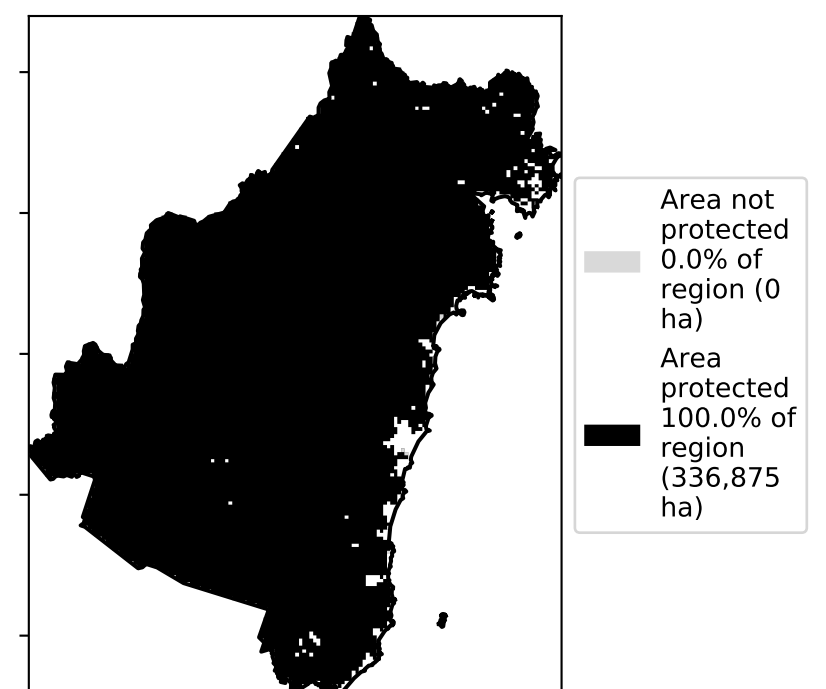 Area not
protected
0.0% of
region (0
ha)
Area
protected
100.0% of
region
(336,875
ha)